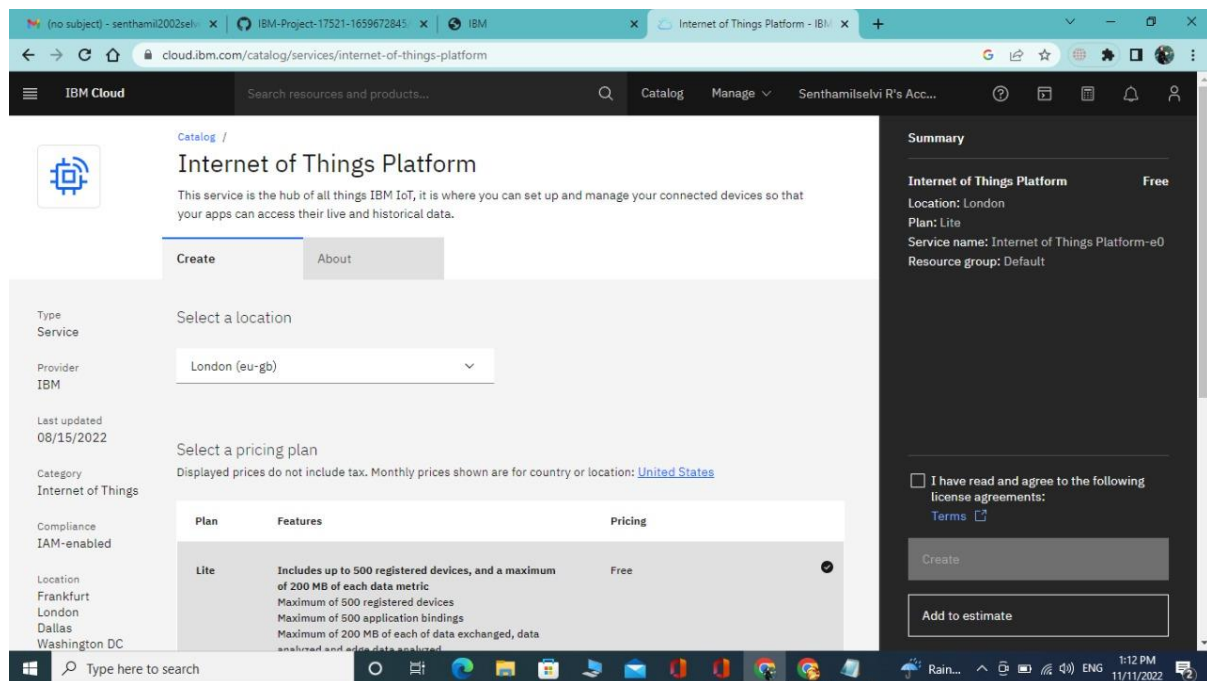 (no subject) - senthamil2002selv
IBM-Project-17521-1659672845/
IBM
Internet of Things Platform - IBM
cloud.ibm.com/catalog/services/internet-of-things-platform
IBM Cloud
Search resources and products...
Catalog
Manage
Senthamilselvi R's Acc...
Catalog /
Internet of Things Platform
This service is the hub of all things IBM IoT, it is where you can set up and manage your connected devices so that
your apps can access their live and historical data.
Create
About
Type
Service
Provider
IBM
Last updated
08/15/2022
Category
Internet of Things
Compliance
IAM-enabled
Location
Frankfurt
London
Dallas
Washington DC
Select a location
London (eu-gb)
Select a pricing plan
Displayed prices do not include tax. Monthly prices shown are for country or location: United States
Plan Features Pricing
Lite Includes up to 500 registered devices, and a maximum Free
of 200 MB of each data metric
Maximum of 500 registered devices
Maximum of 500 application bindings
Maximum of 200 MB of each of data exchanged, data
analyzed and edge data analyzed
Summary
Internet of Things Platform Free
Location: London
Plan: Lite
Service name: Internet of Things Platform-e0
Resource group: Default
I have read and agree to the following
license agreements:
Terms
Create
Add to estimate
Type here to search
Rain...
ENG
1:12 PM
11/11/2022